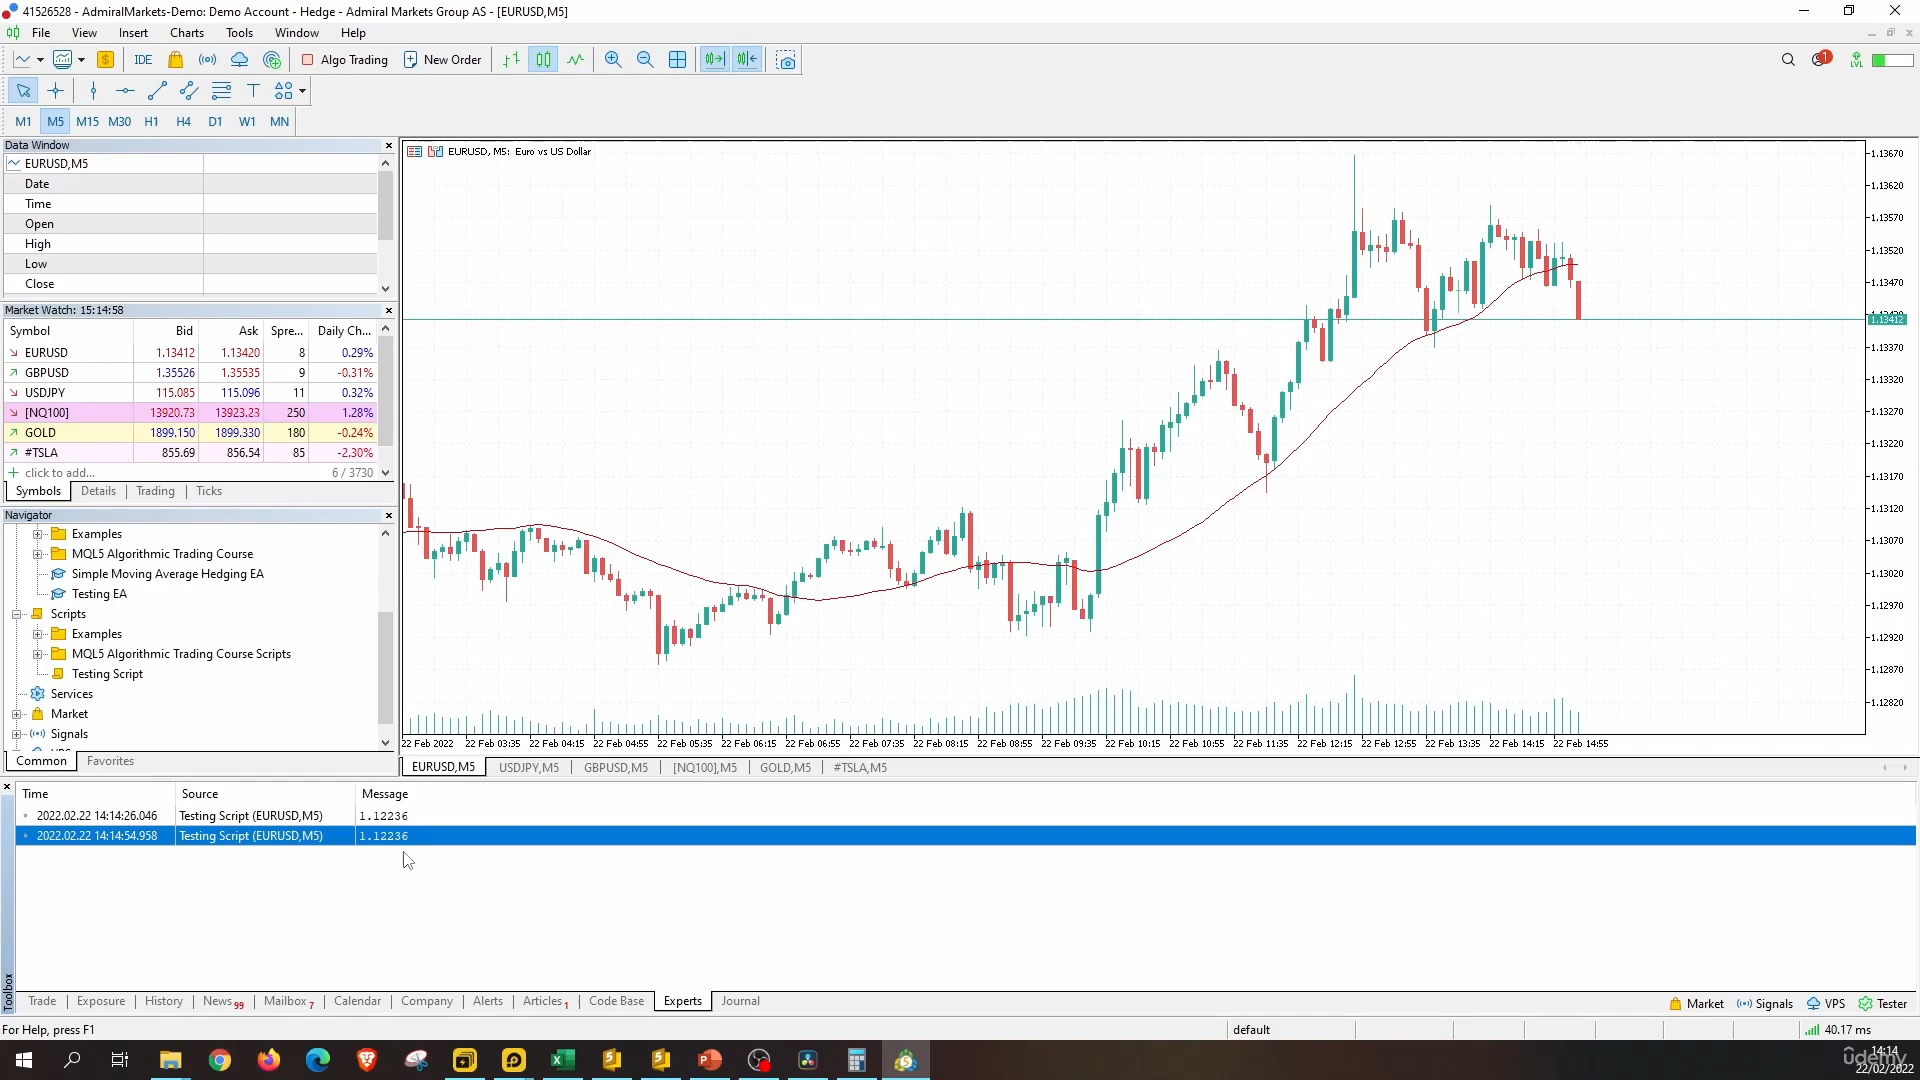 41526528 - AdmiralMarkets-Demo: Demo Account - Hedge - Admiral Markets Group AS - [EURUSD,M5]
File View Insert Charts Tools Window Help
IDE Algo Trading New Order 1 LVL
M1 M5 M15 M30 H1 H4 D1 W1 MN
Data Window
EURUSD,M5
Date
Time
Open
High
Low
Close
Market Watch: 15:14:58
Symbol Bid Ask Spre... Daily Ch...
EURUSD 1.13412 1.13420 8 0.29%
GBPUSD 1.35526 1.35535 9 -0.31%
USDJPY 115.085 115.096 11 0.32%
[NQ100] 13920.73 13923.23 250 1.28%
GOLD 1899.150 1899.330 180 -0.24%
#TSLA 855.69 856.54 85 -2.30%
click to add... 6 / 3730
Symbols Details Trading Ticks
Navigator
Examples
MQL5 Algorithmic Trading Course
Simple Moving Average Hedging EA
Testing EA
Scripts
Examples
MQL5 Algorithmic Trading Course Scripts
Testing Script
Services
Market
Signals
Common Favorites
EURUSD, M5: Euro vs US Dollar
1.13670
1.13620
1.13570
1.13520
1.13470
1.13412
1.13370
1.13320
1.13270
1.13220
1.13170
1.13120
1.13070
1.13020
1.12970
1.12920
1.12870
1.12820
22 Feb 2022 22 Feb 03:35 22 Feb 04:15 22 Feb 04:55 22 Feb 05:35 22 Feb 06:15 22 Feb 06:55 22 Feb 07:35 22 Feb 08:15 22 Feb 08:55 22 Feb 09:35 22 Feb 10:15 22 Feb 10:55 22 Feb 11:35 22 Feb 12:15 22 Feb 12:55 22 Feb 13:35 22 Feb 14:15 22 Feb 14:55
EURUSD,M5 USDJPY,M5 GBPUSD,M5 [NQ100],M5 GOLD,M5 #TSLA,M5
Time Source Message
2022.02.22 14:14:26.046 Testing Script (EURUSD,M5) 1.12236
2022.02.22 14:14:54.958 Testing Script (EURUSD,M5) 1.12236
Toolbox
Trade Exposure History News 99 Mailbox 7 Calendar Company Alerts Articles 1 Code Base Experts Journal Market Signals VPS Tester
For Help, press F1 default 40.17 ms
14:14
udemy
22/02/2022